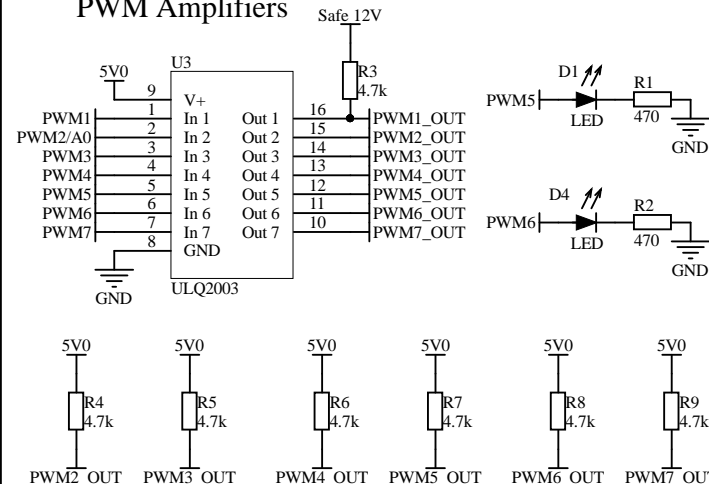 PWM Amplifiers
Safe 12V
U3
5V0
R3
4.7k
D1
R1
PWM5
LED
470
GND
9 V+
PWM1 1 In 1 Out 1 16 PWM1_OUT
PWM2/A0 2 In 2 Out 2 15 PWM2_OUT
PWM3 3 In 3 Out 3 14 PWM3_OUT
PWM4 4 In 4 Out 4 13 PWM4_OUT
PWM5 5 In 5 Out 5 12 PWM5_OUT
PWM6 6 In 6 Out 6 11 PWM6_OUT
PWM7 7 In 7 Out 7 10 PWM7_OUT
8 GND
GND
ULQ2003
D4
R2
PWM6
LED
470
GND
5V0 5V0 5V0 5V0 5V0 5V0
R4 R5 R6 R7 R8 R9
4.7k 4.7k 4.7k 4.7k 4.7k 4.7k
PWM2_OUT PWM3_OUT PWM4_OUT PWM5_OUT PWM6_OUT PWM7_OU